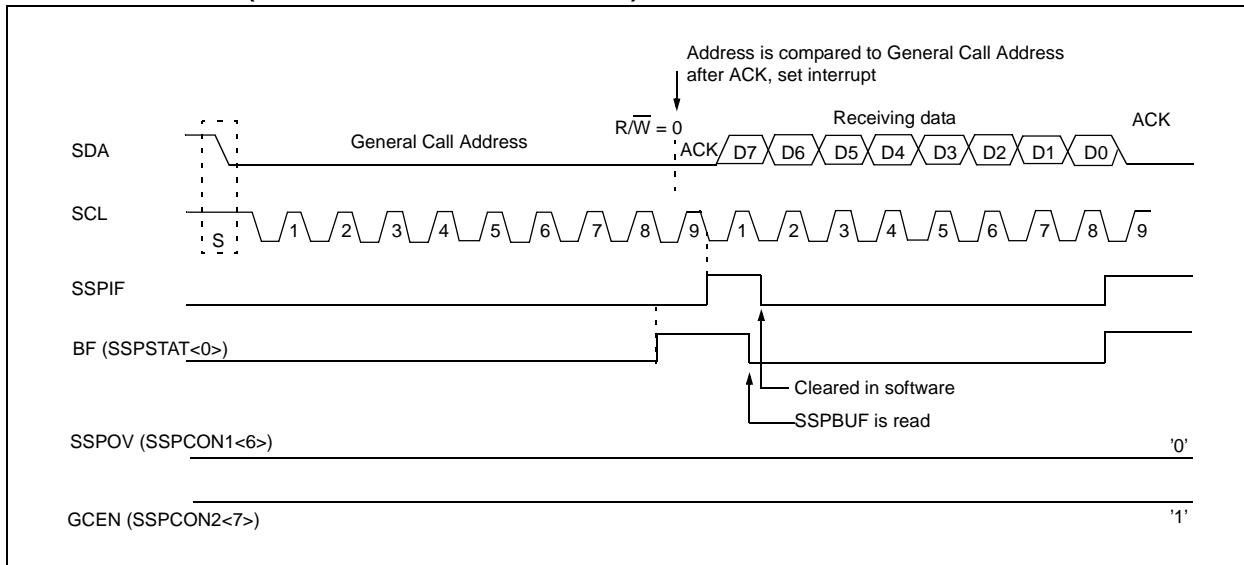 Address is compared to General Call Address
after ACK, set interrupt
R/W̅ = 0
Receiving data
ACK
SDA
General Call Address
ACK
D7 D6 D5 D4 D3 D2 D1 D0
SCL
S
1 2 3 4 5 6 7 8 9 1 2 3 4 5 6 7 8 9
SSPIF
BF (SSPSTAT<0>)
Cleared in software
SSPBUF is read
SSPOV (SSPCON1<6>)
'0'
GCEN (SSPCON2<7>)
'1'